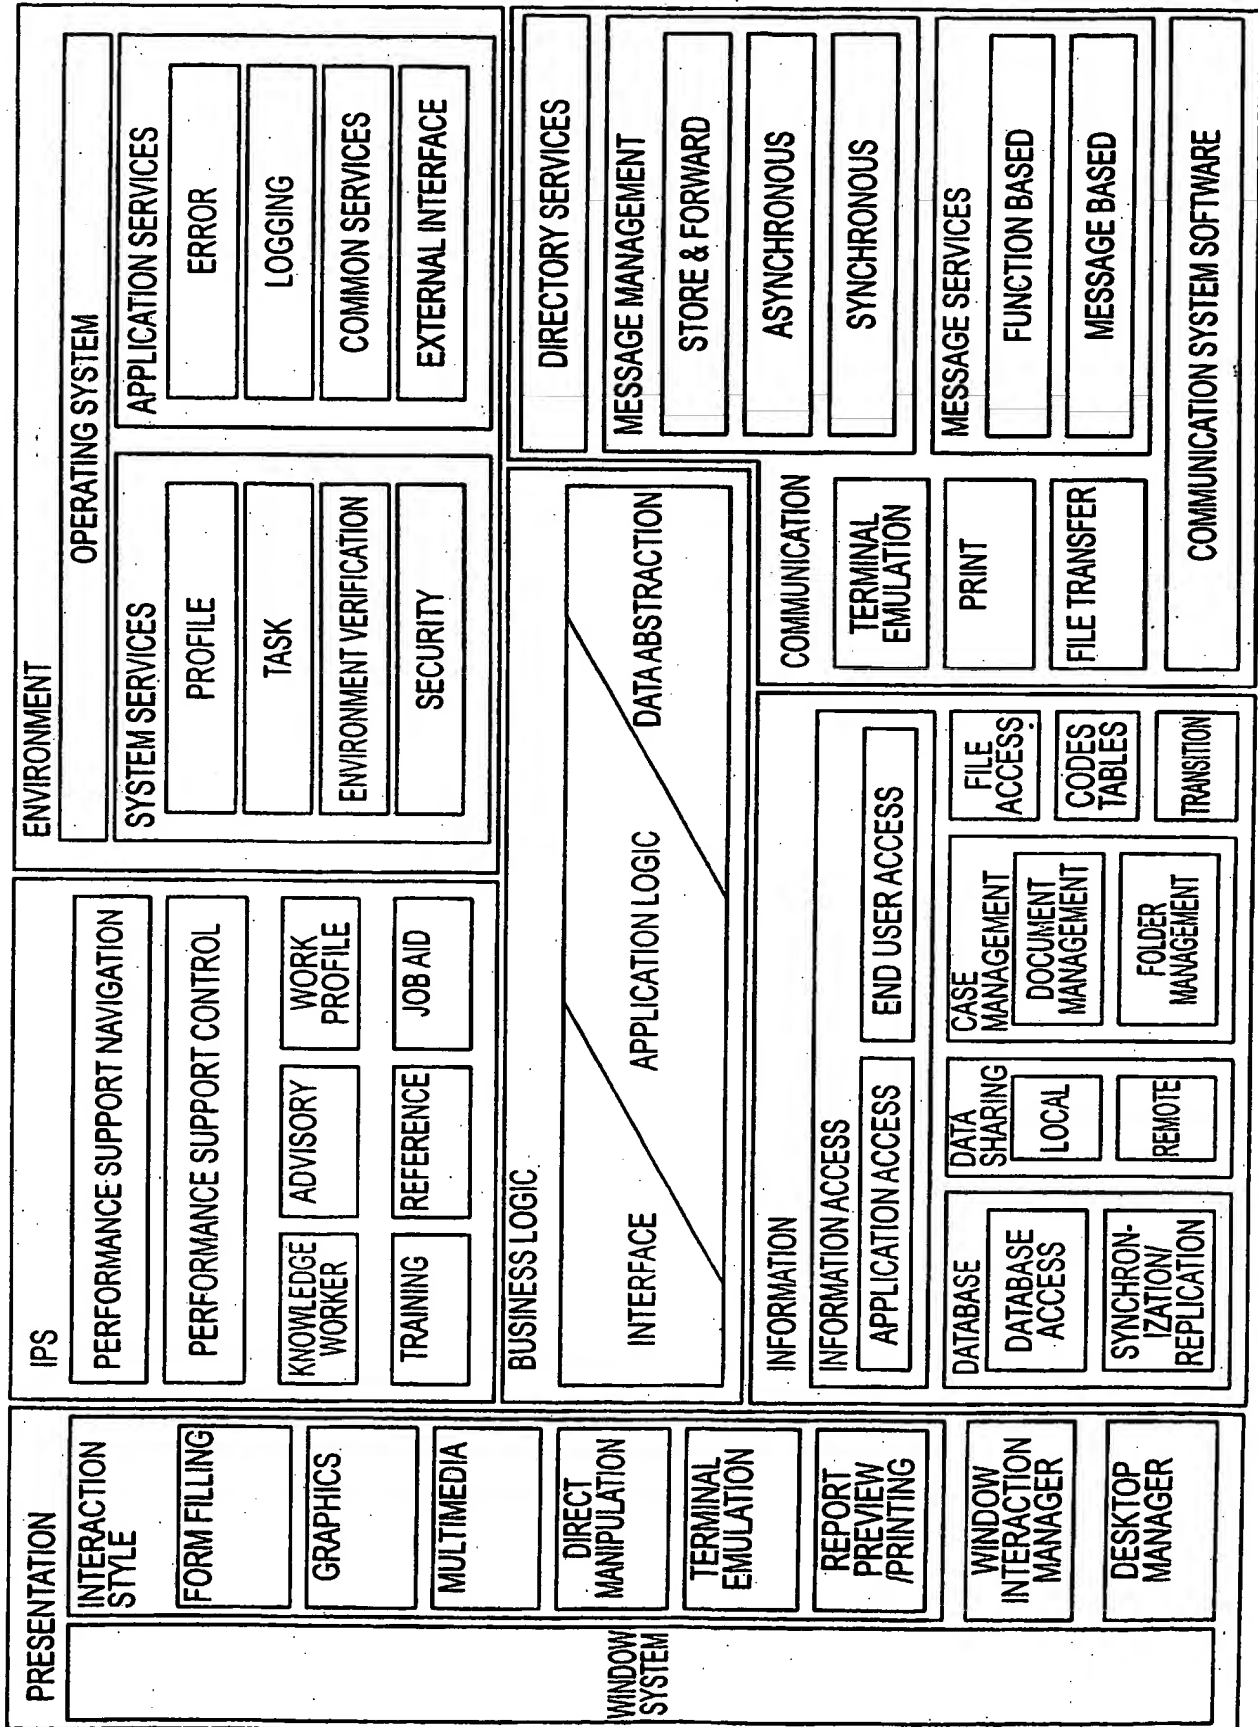 PRESENTATION
WINDOW
SYSTEM
INTERACTION
STYLE
FORM FILLING
GRAPHICS
MULTIMEDIA
DIRECT
MANIPULATION
TERMINAL
EMULATION
REPORT
PREVIEW
/PRINTING
WINDOW
INTERACTION
MANAGER
DESKTOP
MANAGER
IPS
PERFORMANCE SUPPORT NAVIGATION
PERFORMANCE SUPPORT CONTROL
KNOWLEDGE
WORKER
ADVISORY
WORK
PROFILE
TRAINING
REFERENCE
JOB AID
ENVIRONMENT
OPERATING SYSTEM
SYSTEM SERVICES
PROFILE
TASK
ENVIRONMENT VERIFICATION
SECURITY
APPLICATION SERVICES
ERROR
LOGGING
COMMON SERVICES
EXTERNAL INTERFACE
BUSINESS LOGIC
INTERFACE
APPLICATION LOGIC
DATA ABSTRACTION
INFORMATION
INFORMATION ACCESS
APPLICATION ACCESS
END USER ACCESS
DATABASE
DATABASE
ACCESS
SYNCHRON-
IZATION/
REPLICATION
DATA
SHARING
LOCAL
REMOTE
CASE
MANAGEMENT
DOCUMENT
MANAGEMENT
FOLDER
MANAGEMENT
FILE
ACCESS
CODES
TABLES
TRANSITION
COMMUNICATION
TERMINAL
EMULATION
PRINT
FILE TRANSFER
DIRECTORY SERVICES
MESSAGE MANAGEMENT
STORE & FORWARD
ASYNCHRONOUS
SYNCHRONOUS
MESSAGE SERVICES
FUNCTION BASED
MESSAGE BASED
COMMUNICATION SYSTEM SOFTWARE